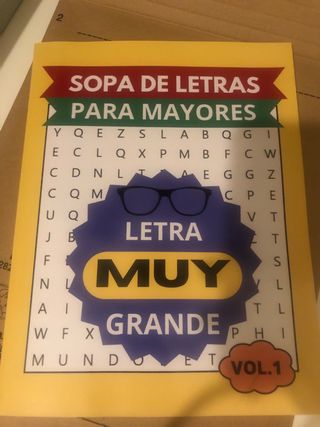 SOPA DE LETRAS
PARA MAYORES
Y Q E Z S L A B Q G I
E C L Q X P M B F C W
C D N L T A E G G Z
C Q M C P E
U Q V T
J B T
F S
N L
A I T L
W F X P H I
M U N D O L E T
LETRA
MUY
GRANDE
VOL.1